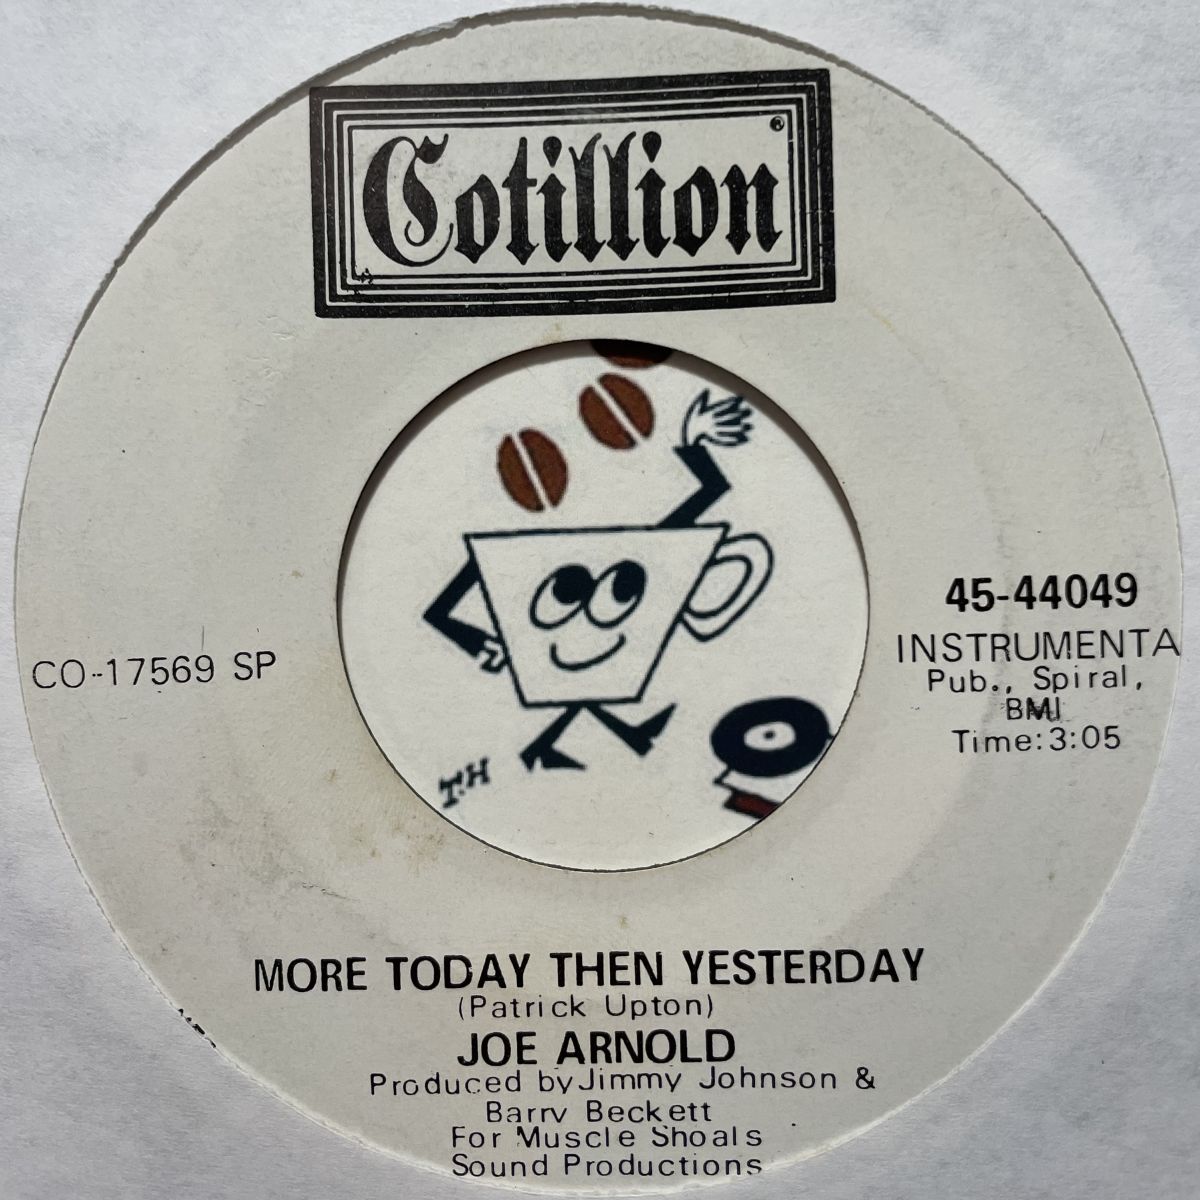 Cotillion®
45-44049
INSTRUMENTA
Pub., Spiral,
BMI
Time:3:05
CO-17569 SP
T.H
MORE TODAY THEN YESTERDAY
(Patrick Upton)
JOE ARNOLD
Produced by Jimmy Johnson &
Barry Beckett
For Muscle Shoals
Sound Productions